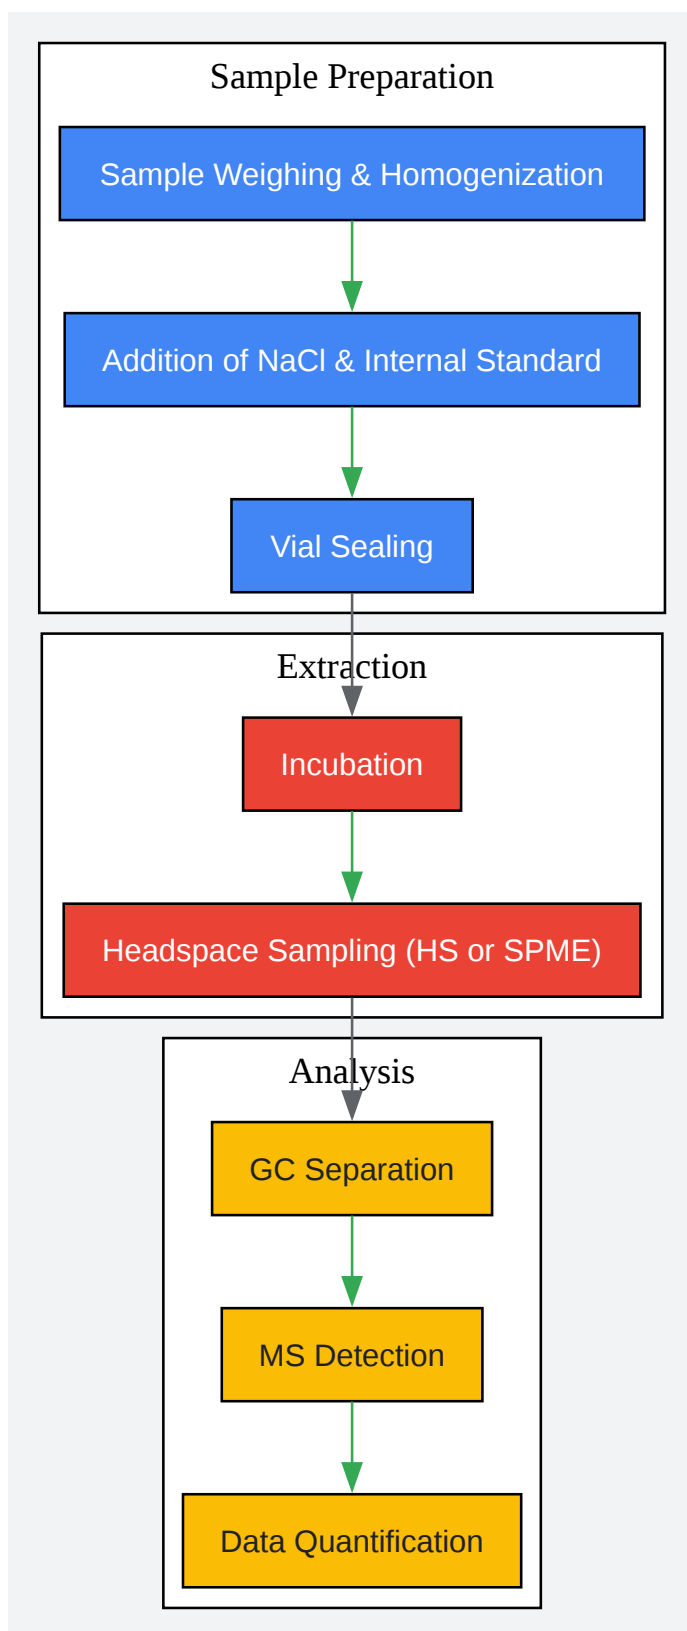 Sample Preparation
Sample Weighing & Homogenization
Addition of NaCl & Internal Standard
Vial Sealing
Extraction
Incubation
Headspace Sampling (HS or SPME)
Analysis
GC Separation
MS Detection
Data Quantification